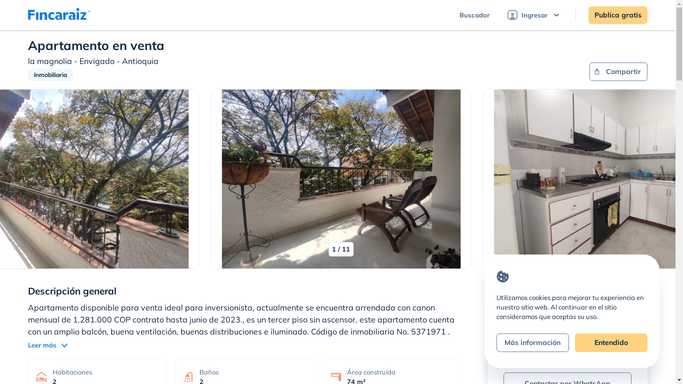 Fincaraiz
Buscador
Ingresar
Publica gratis
Apartamento en venta
la magnolia - Envigado - Antioquia
Inmobiliaria
Compartir
1 / 11
Descripción general
Apartamento disponible para venta ideal para inversionista, actualmente se encuentra arrendada con canon
mensual de 1.281.000 COP contrato hasta junio de 2023., es un tercer piso sin ascensor, este apartamento cuenta
con un amplio balcón, buena ventilación, buenas distribuciones e iluminado. Código de inmobiliaria No. 5371971 .
Leer más
Habitaciones
2
Baños
2
Área construida
74 m²
Utilizamos cookies para mejorar tu experiencia en
nuestro sitio web. Al continuar en el sitio
consideramos que aceptas su uso.
Más información
Entendido
Contactar por WhatsApp